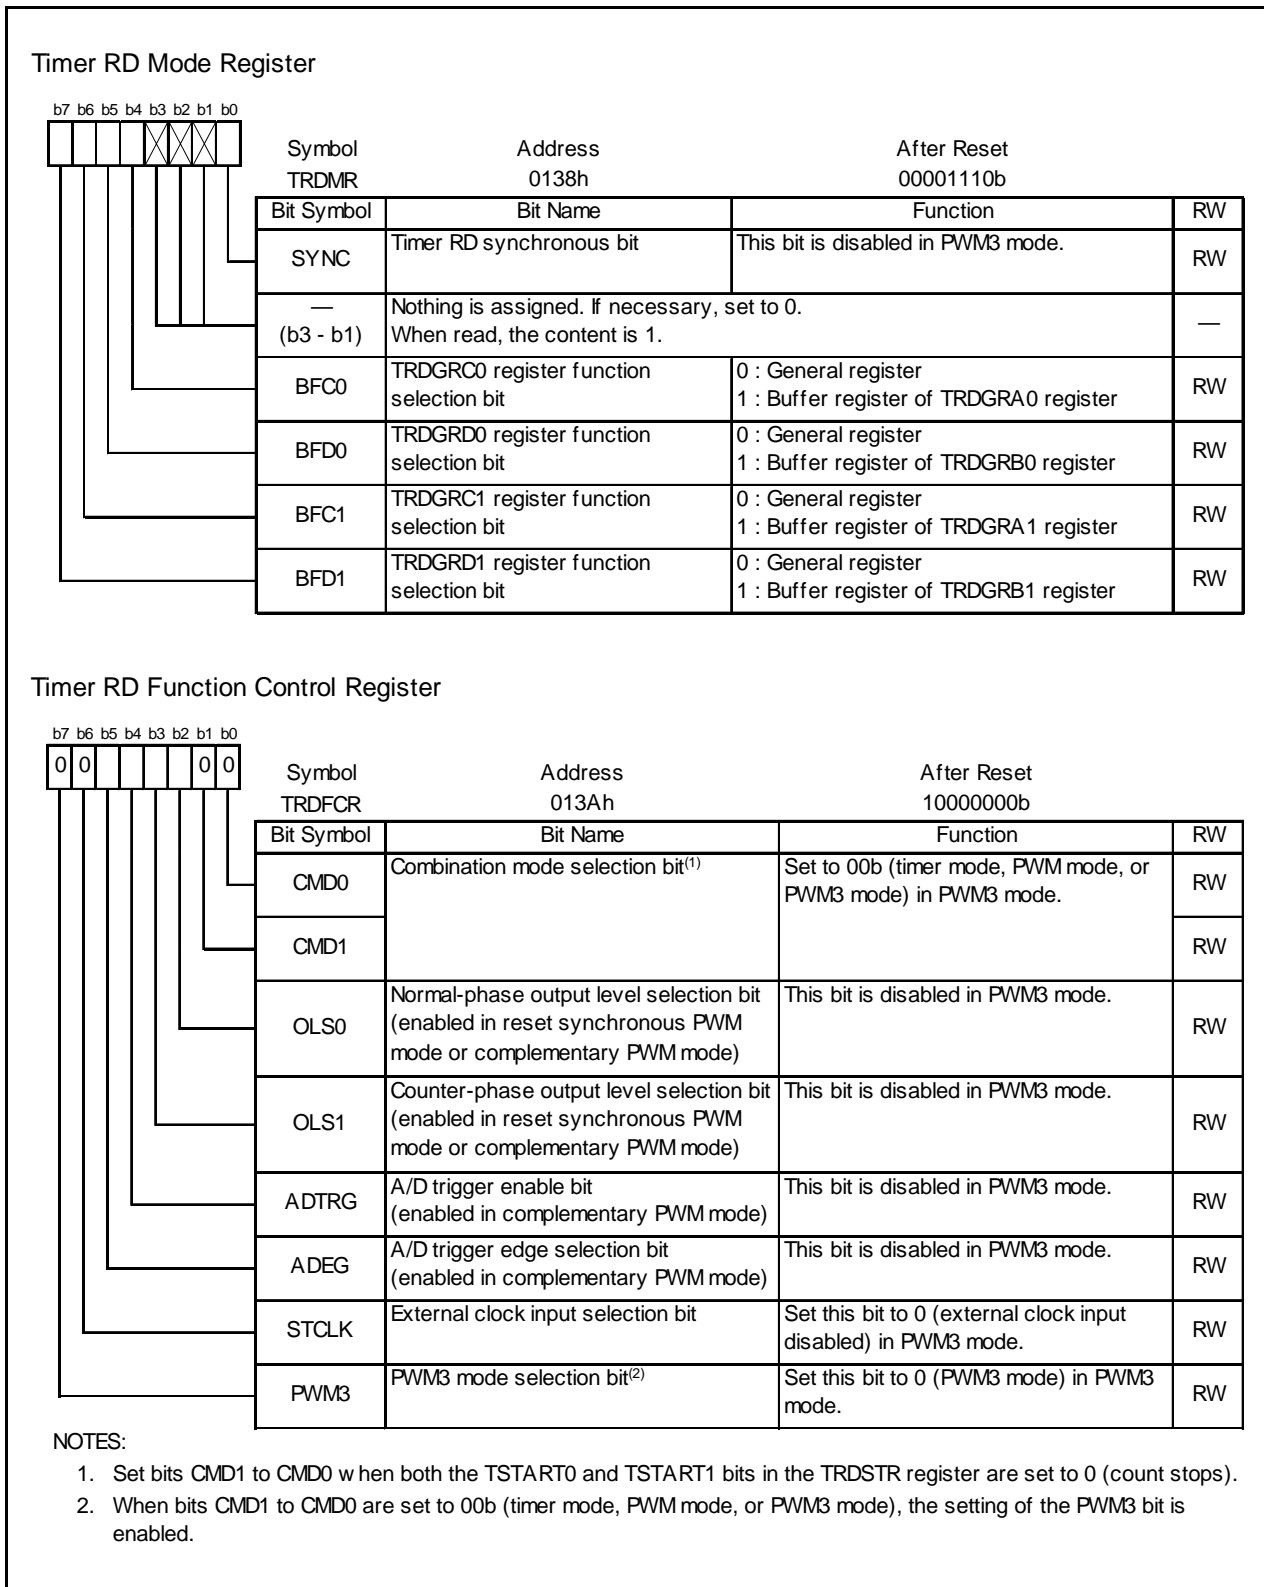 Timer RD Mode Register
b7 b6 b5 b4 b3 b2 b1 b0
Symbol Address After Reset
TRDMR 0138h 00001110b
Bit Symbol Bit Name Function RW
SYNC Timer RD synchronous bit This bit is disabled in PWM3 mode. RW
— Nothing is assigned. If necessary, set to 0. —
(b3 - b1) When read, the content is 1.
BFC0 TRDGRC0 register function 0 : General register RW
selection bit 1 : Buffer register of TRDGRA0 register
BFD0 TRDGRD0 register function 0 : General register RW
selection bit 1 : Buffer register of TRDGRB0 register
BFC1 TRDGRC1 register function 0 : General register RW
selection bit 1 : Buffer register of TRDGRA1 register
BFD1 TRDGRD1 register function 0 : General register RW
selection bit 1 : Buffer register of TRDGRB1 register
Timer RD Function Control Register
b7 b6 b5 b4 b3 b2 b1 b0
0 0 0 0
Symbol Address After Reset
TRDFCR 013Ah 10000000b
Bit Symbol Bit Name Function RW
CMD0 Combination mode selection bit(1) Set to 00b (timer mode, PWM mode, or RW
PWM3 mode) in PWM3 mode.
CMD1 RW
OLS0 Normal-phase output level selection bit This bit is disabled in PWM3 mode. RW
(enabled in reset synchronous PWM
mode or complementary PWM mode)
OLS1 Counter-phase output level selection bit This bit is disabled in PWM3 mode. RW
(enabled in reset synchronous PWM
mode or complementary PWM mode)
ADTRG A/D trigger enable bit This bit is disabled in PWM3 mode. RW
(enabled in complementary PWM mode)
ADEG A/D trigger edge selection bit This bit is disabled in PWM3 mode. RW
(enabled in complementary PWM mode)
STCLK External clock input selection bit Set this bit to 0 (external clock input RW
disabled) in PWM3 mode.
PWM3 PWM3 mode selection bit(2) Set this bit to 0 (PWM3 mode) in PWM3 RW
mode.
NOTES:
1. Set bits CMD1 to CMD0 when both the TSTART0 and TSTART1 bits in the TRDSTR register are set to 0 (count stops).
2. When bits CMD1 to CMD0 are set to 00b (timer mode, PWM mode, or PWM3 mode), the setting of the PWM3 bit is
enabled.